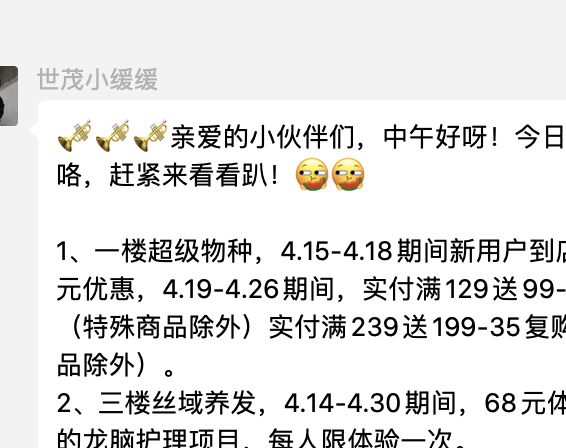 世茂小缓缓
🎺🎺🎺亲爱的小伙伴们，中午好呀！今日
咯，赶紧来看看趴！
1、一楼超级物种，4.15-4.18期间新用户到店
元优惠，4.19-4.26期间，实付满129送99-
（特殊商品除外）实付满239送199-35复购
品除外）。
2、三楼丝域养发，4.14-4.30期间，68元体
的龙脑护理项目，每人限体验一次。